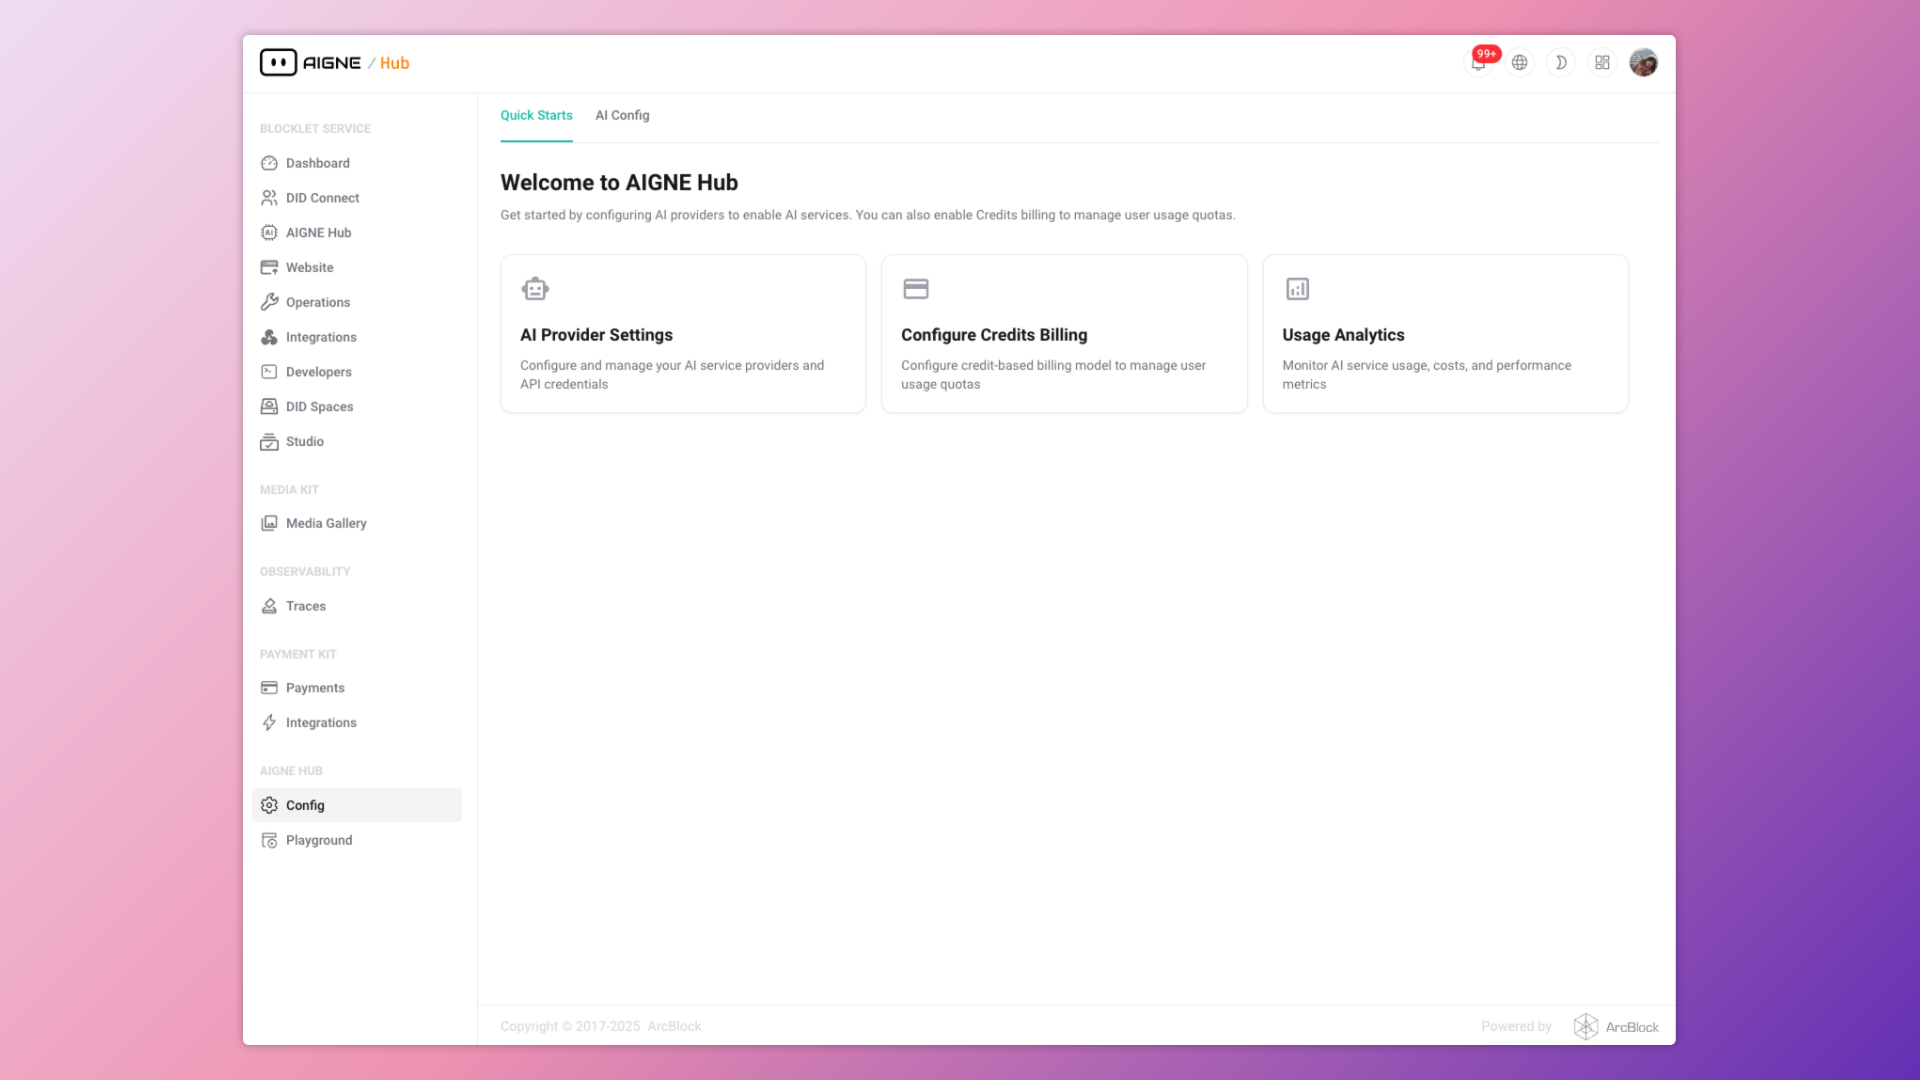 AIGNE / Hub
99+
BLOCKLET SERVICE
Dashboard
DID Connect
AIGNE Hub
Website
Operations
Integrations
Developers
DID Spaces
Studio
MEDIA KIT
Media Gallery
OBSERVABILITY
Traces
PAYMENT KIT
Payments
Integrations
AIGNE HUB
Config
Playground
Quick Starts
AI Config
Welcome to AIGNE Hub
Get started by configuring AI providers to enable AI services. You can also enable Credits billing to manage user usage quotas.
AI Provider Settings
Configure and manage your AI service providers and
API credentials
Configure Credits Billing
Configure credit-based billing model to manage user
usage quotas
Usage Analytics
Monitor AI service usage, costs, and performance
metrics
Copyright © 2017-2025 ArcBlock
Powered by ArcBlock